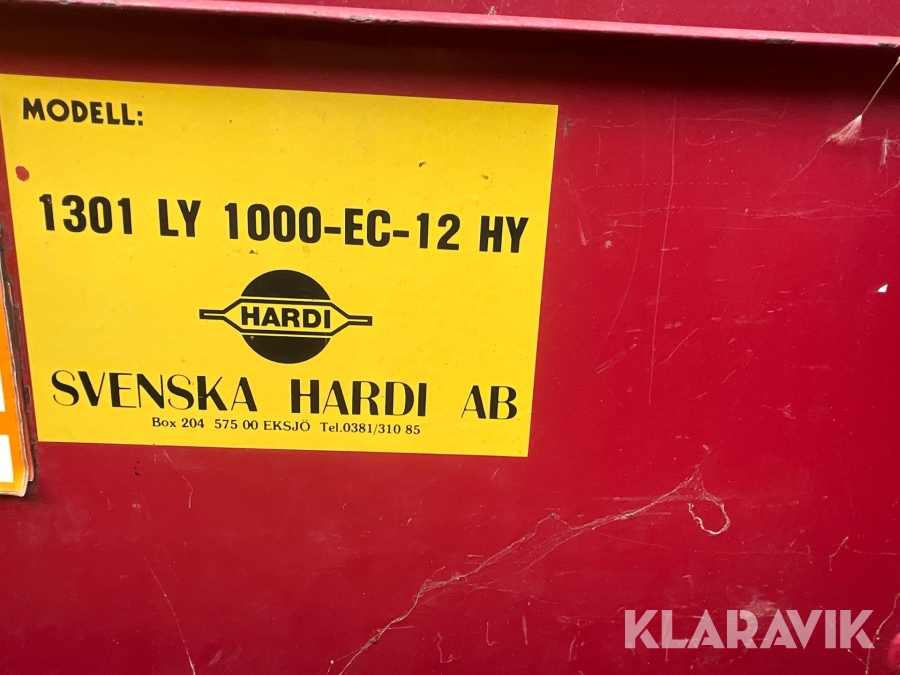 MODELL:
1301 LY 1000-EC-12 HY
HARDI
SVENSKA HARDI AB
Box 204 575 00 EKSJÖ Tel.0381/310 85
KLARAVIK